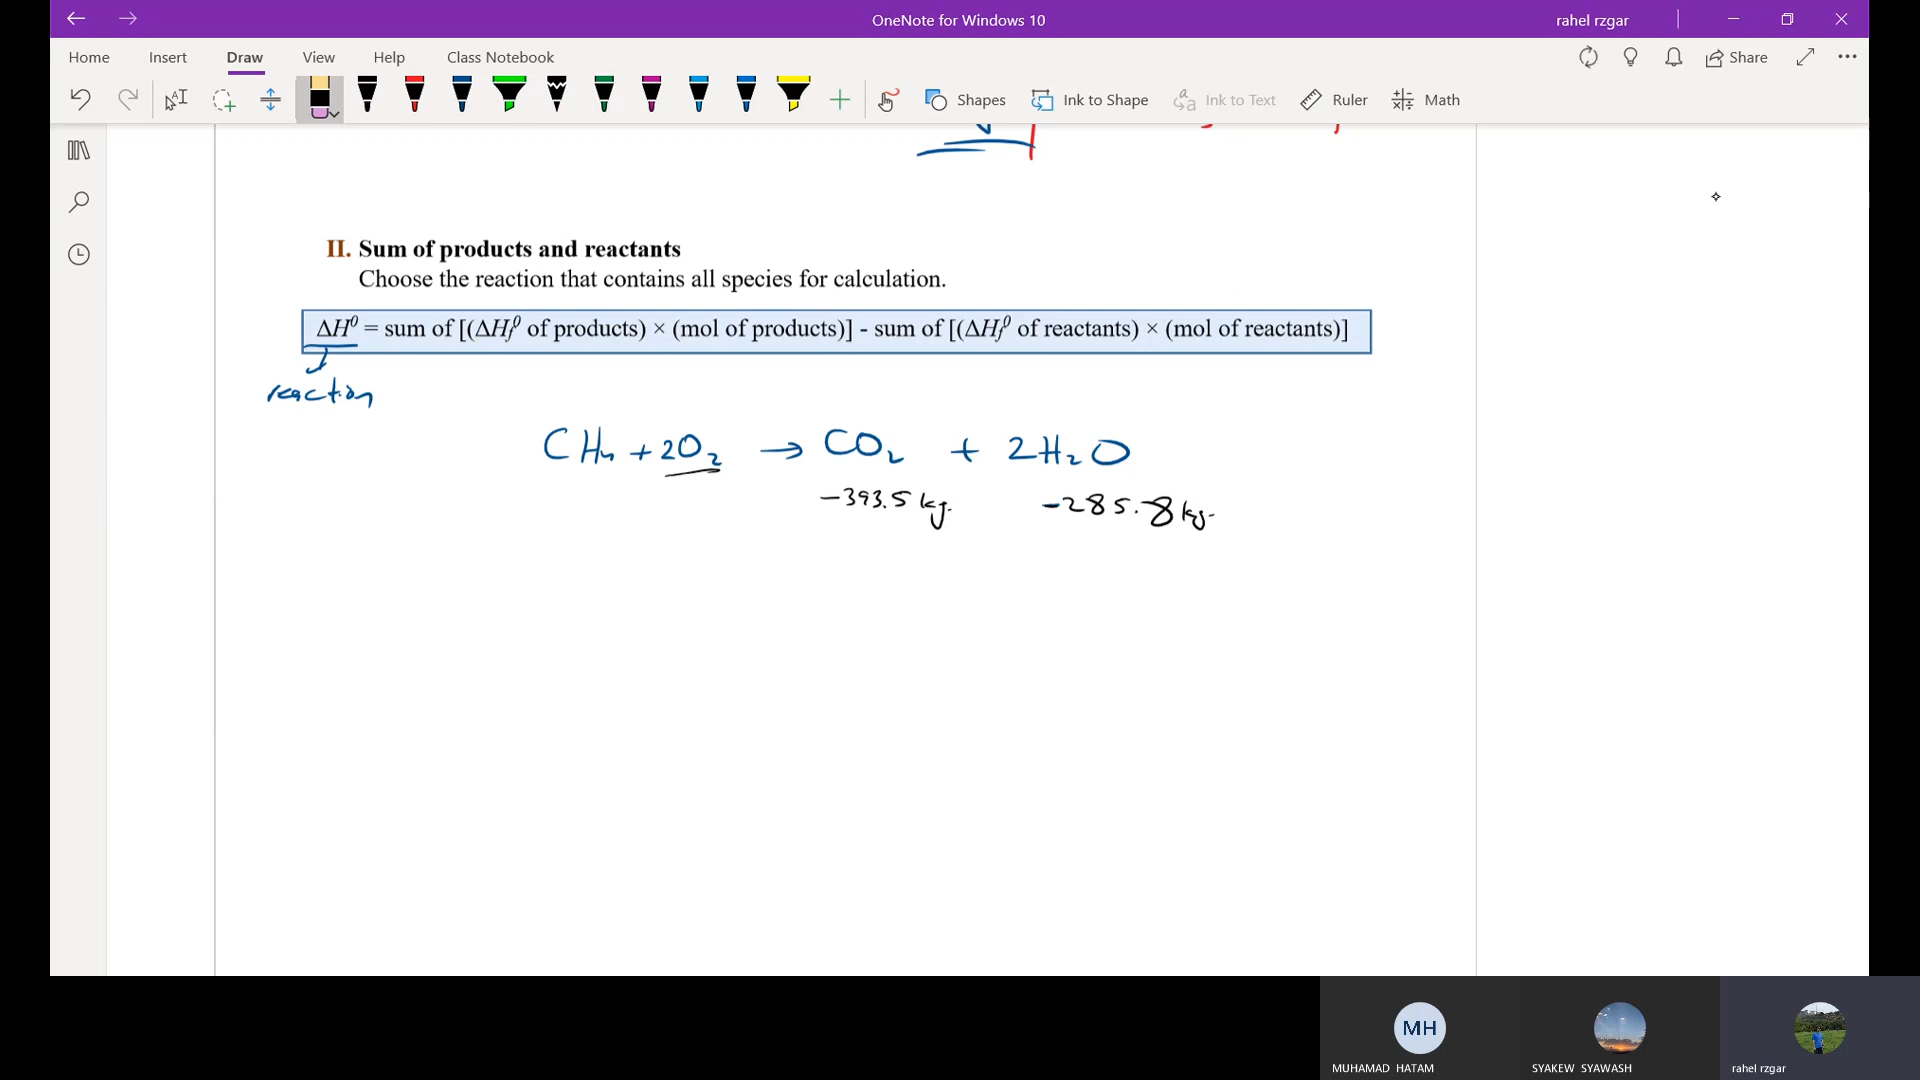 OneNote for Windows 10
rahel rzgar
Home Insert Draw View Help Class Notebook
Share
Shapes Ink to Shape Ink to Text Ruler Math
II. Sum of products and reactants
Choose the reaction that contains all species for calculation.
ΔH⁰ = sum of [(ΔHf⁰ of products) × (mol of products)] - sum of [(ΔHf⁰ of reactants) × (mol of reactants)]
reaction
CH₄ + 2O₂ → CO₂ + 2H₂O
-393.5 kj. -285.8 kj.
MH
MUHAMAD HATAM SYAKEW SYAWASH rahel rzgar